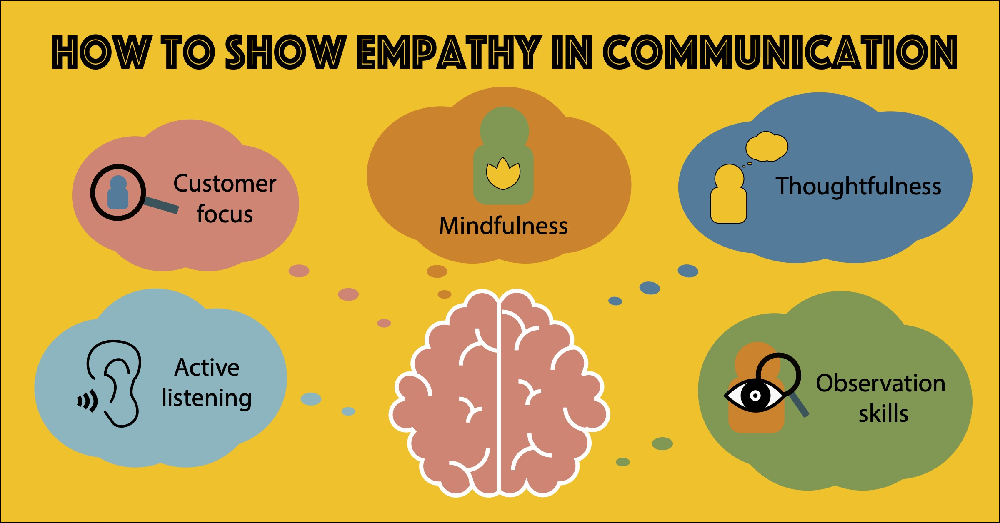 HOW TO SHOW EMPATHY IN COMMUNICATION
Customer
focus
Mindfulness
Thoughtfulness
Active
listening
Observation
skills